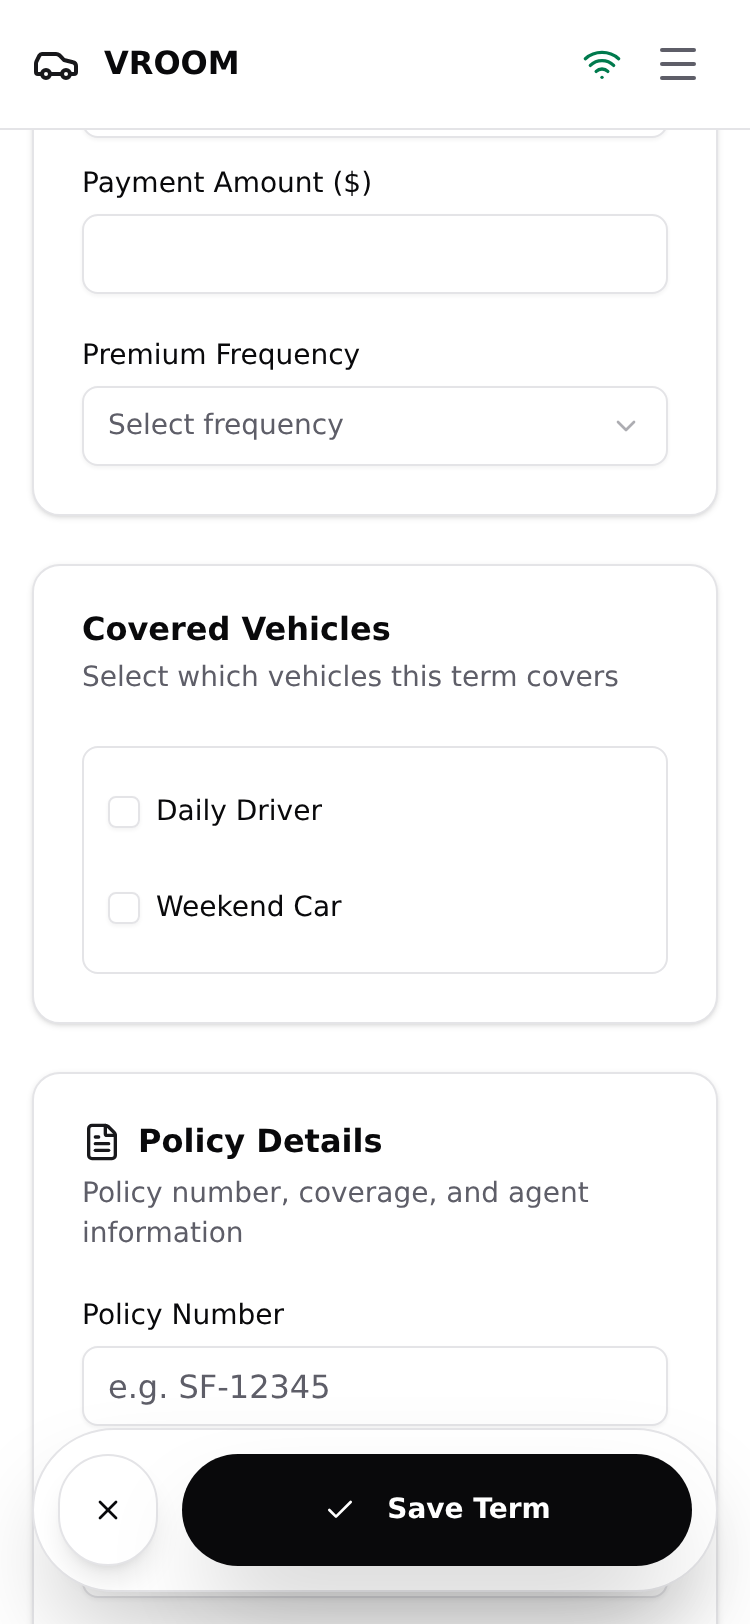 VROOM
Payment Amount ($)
Premium Frequency
Select frequency
Covered Vehicles
Select which vehicles this term covers
Daily Driver
Weekend Car
Policy Details
Policy number, coverage, and agent
information
Policy Number
e.g. SF-12345
Save Term